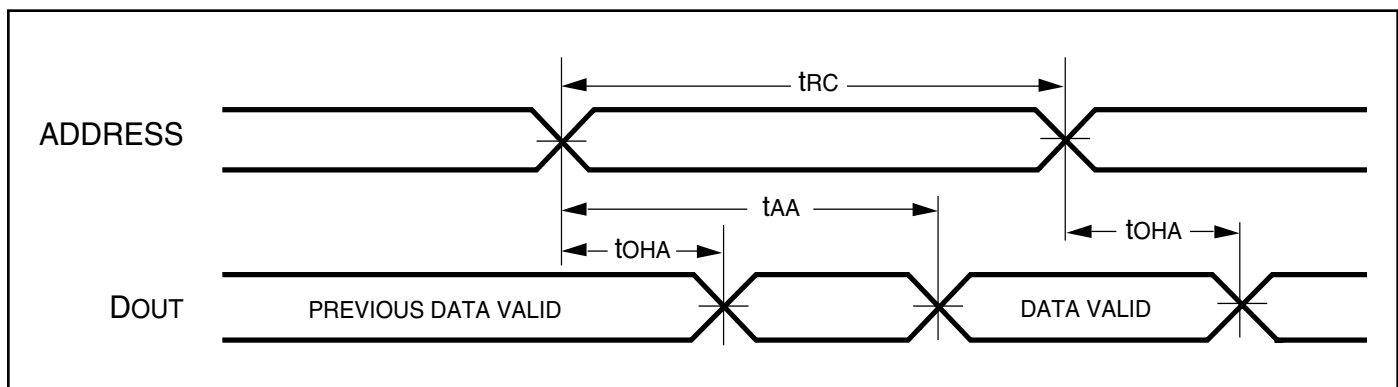 tRC
ADDRESS
tAA
tOHA
tOHA
DOUT
PREVIOUS DATA VALID
DATA VALID